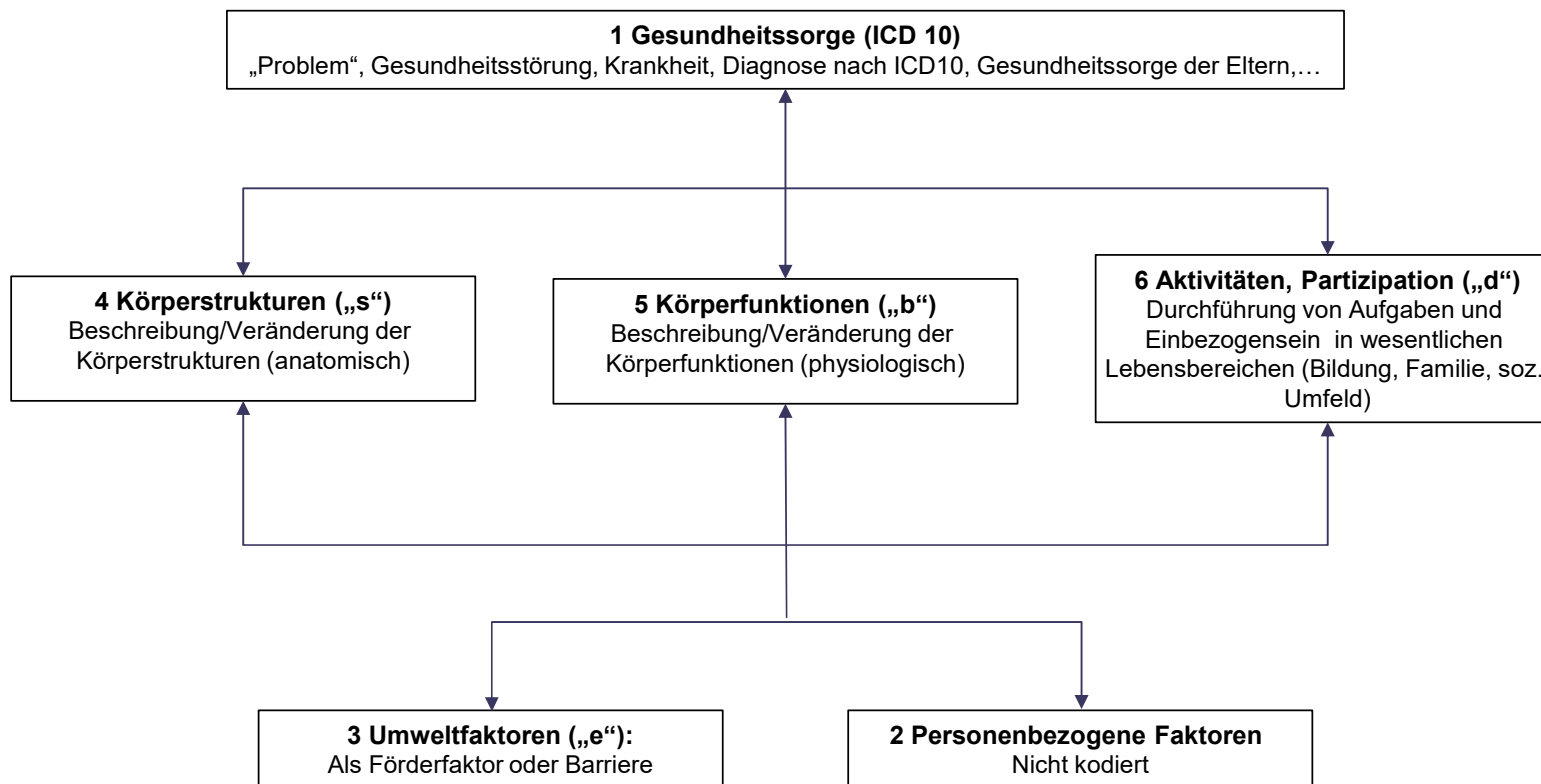 1 Gesundheitssorge (ICD 10)
„Problem“, Gesundheitsstörung, Krankheit, Diagnose nach ICD10, Gesundheitssorge der Eltern,…
4 Körperstrukturen („s“)
Beschreibung/Veränderung der
Körperstrukturen (anatomisch)
5 Körperfunktionen („b“)
Beschreibung/Veränderung der
Körperfunktionen (physiologisch)
6 Aktivitäten, Partizipation („d“)
Durchführung von Aufgaben und
Einbezogensein in wesentlichen
Lebensbereichen (Bildung, Familie, soz.
Umfeld)
3 Umweltfaktoren („e“):
Als Förderfaktor oder Barriere
2 Personenbezogene Faktoren
Nicht kodiert